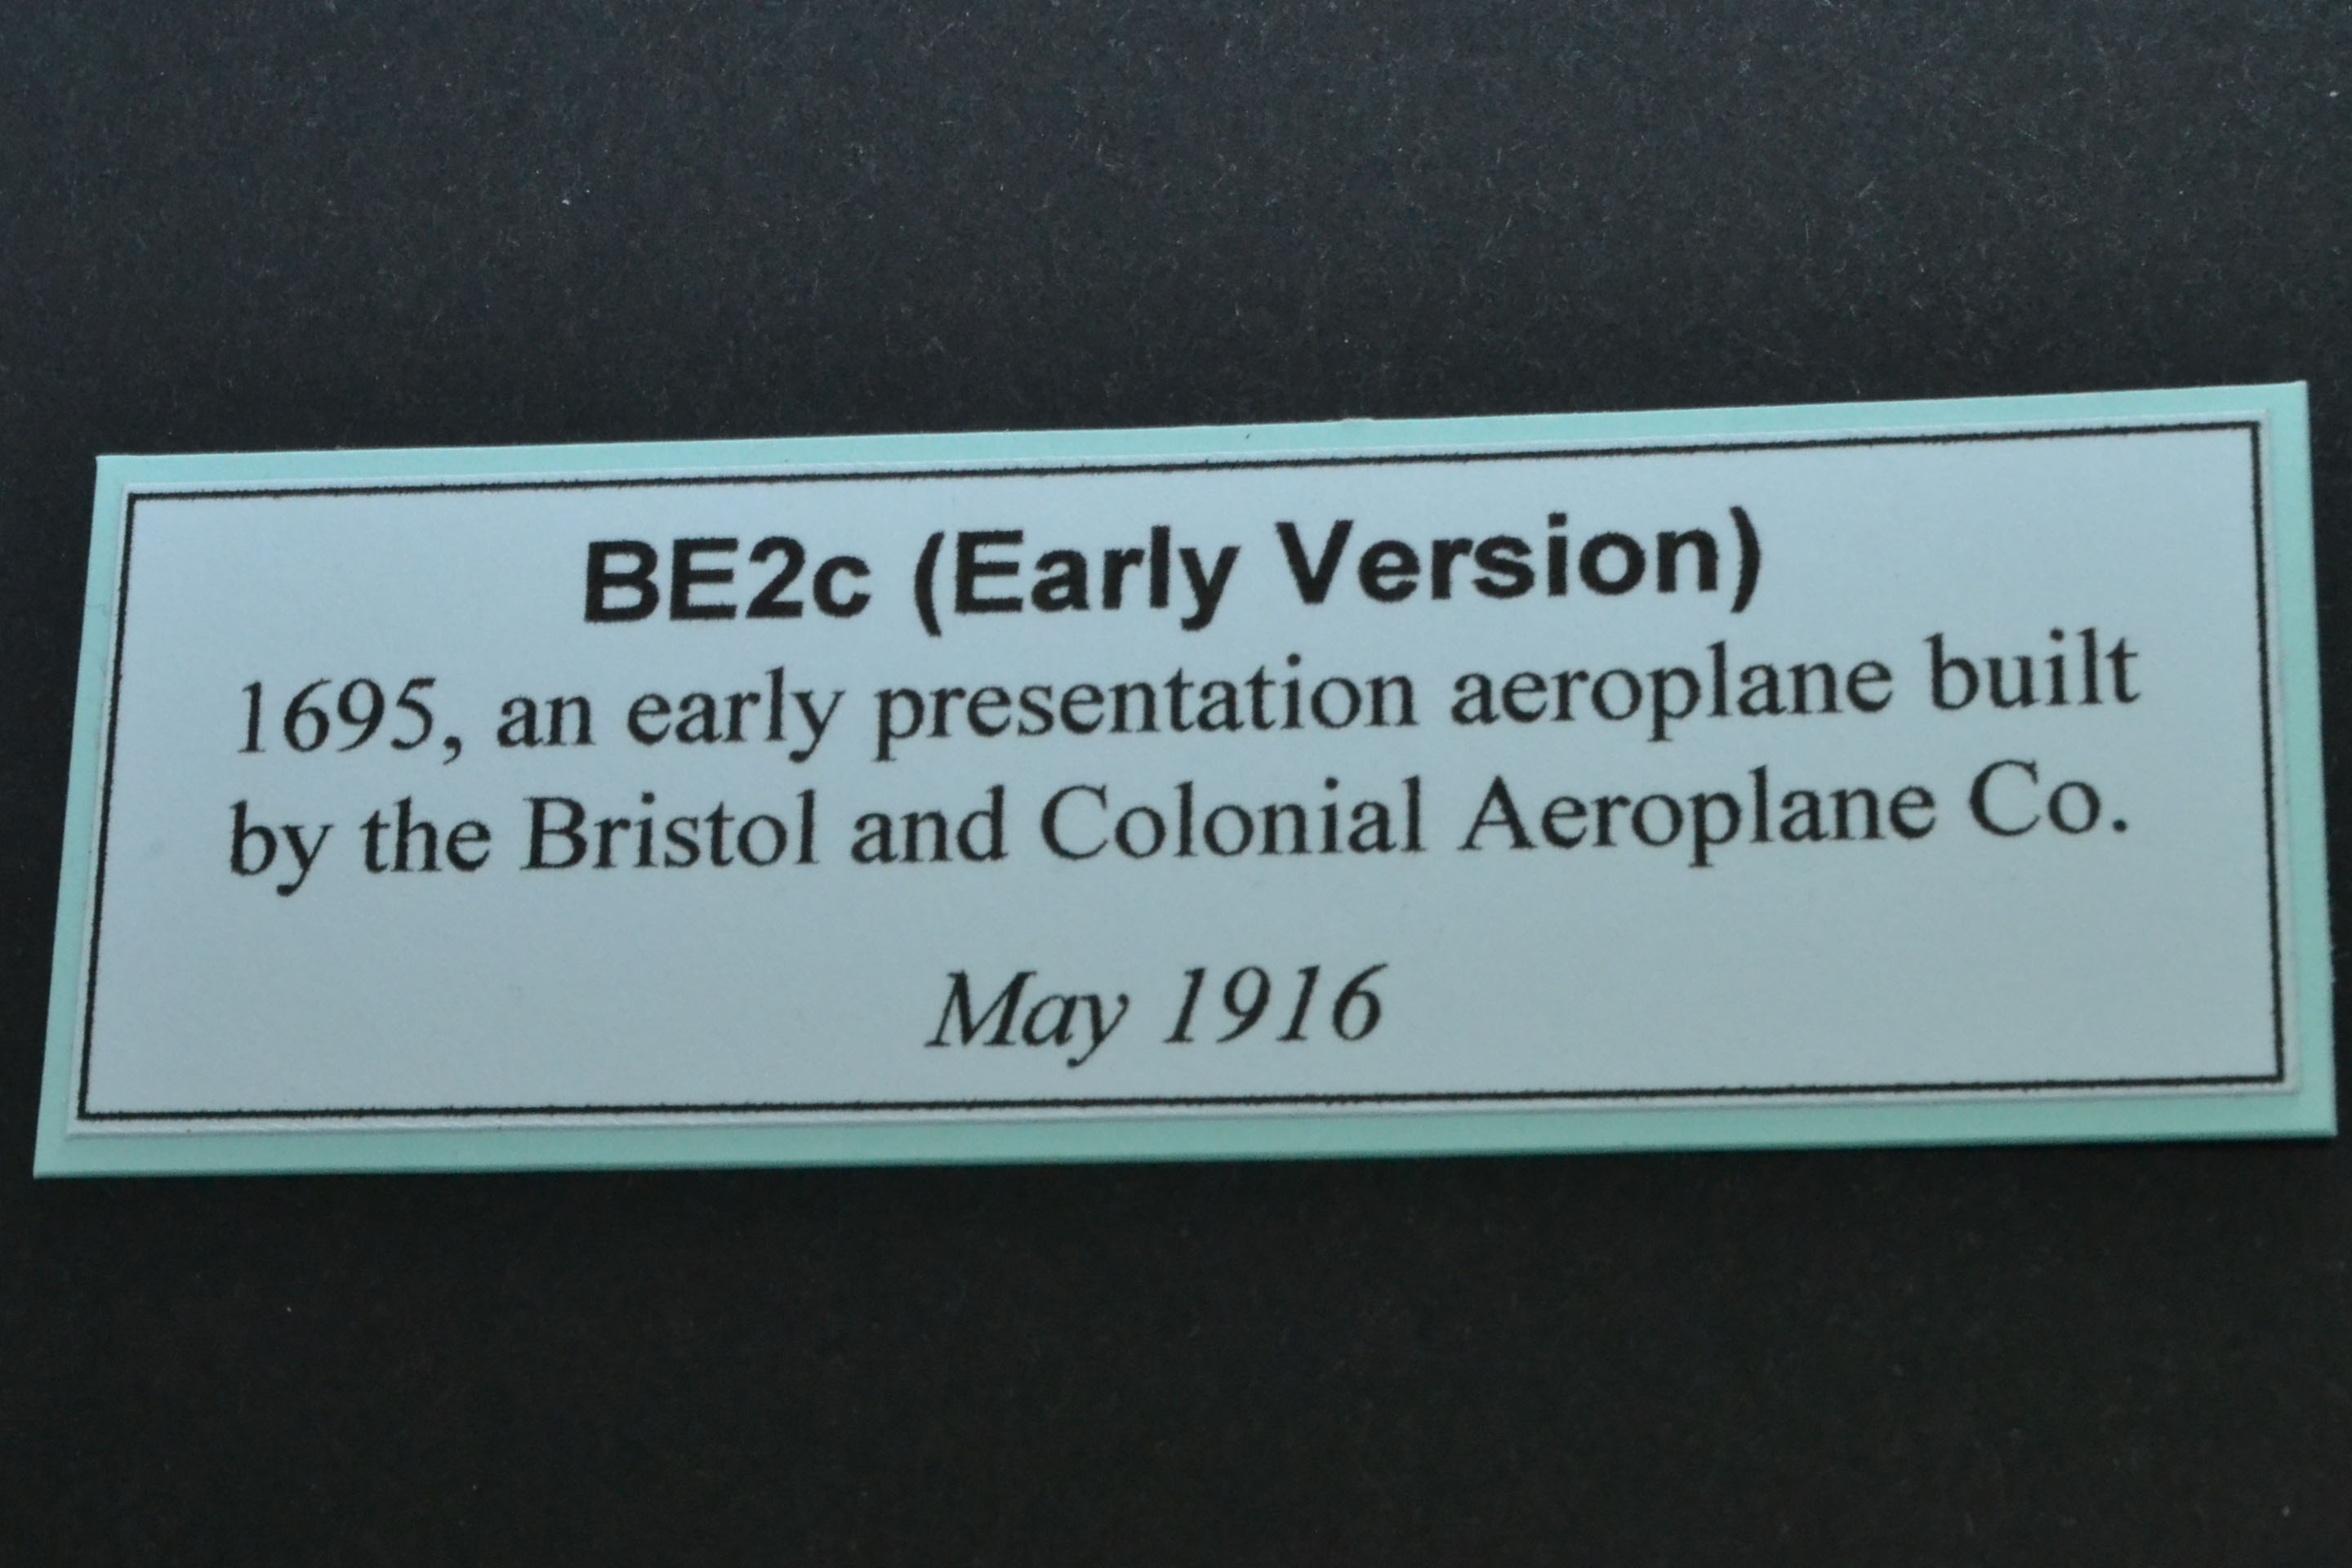 BE2c (Early Version)
1695, an early presentation aeroplane built
by the Bristol and Colonial Aeroplane Co.
May 1916